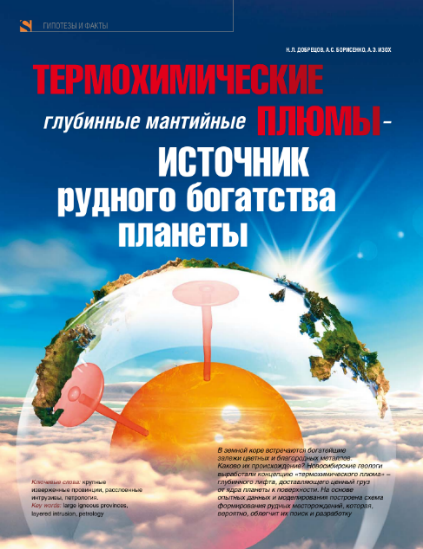 ГИПОТЕЗЫ И ФАКТЫ
Н. Л. ДОБРЕЦОВ, А. С. БОРИСЕНКО, А. Э. ИЗОХ
ТЕРМОХИМИЧЕСКИЕ
глубинные мантийные ПЛЮМЫ-
ИСТОЧНИК
рудного богатства
планеты
В земной коре встречаются богатейшие
залежи цветных и благородных металлов.
Каково их происхождение? Новосибирские геологи
выработали концепцию «термохимического плюма» –
глубинного лифта, доставляющего ценный груз
от ядра планеты к поверхности. На основе
опытных данных и моделирования построена схема
формирования рудных месторождений, которая,
вероятно, облегчит их поиск и разработку
Ключевые слова: крупные
изверженные провинции, расслоенные
интрузивы, петрология.
Key words: large igneous provinces,
layered intrusion, petrology